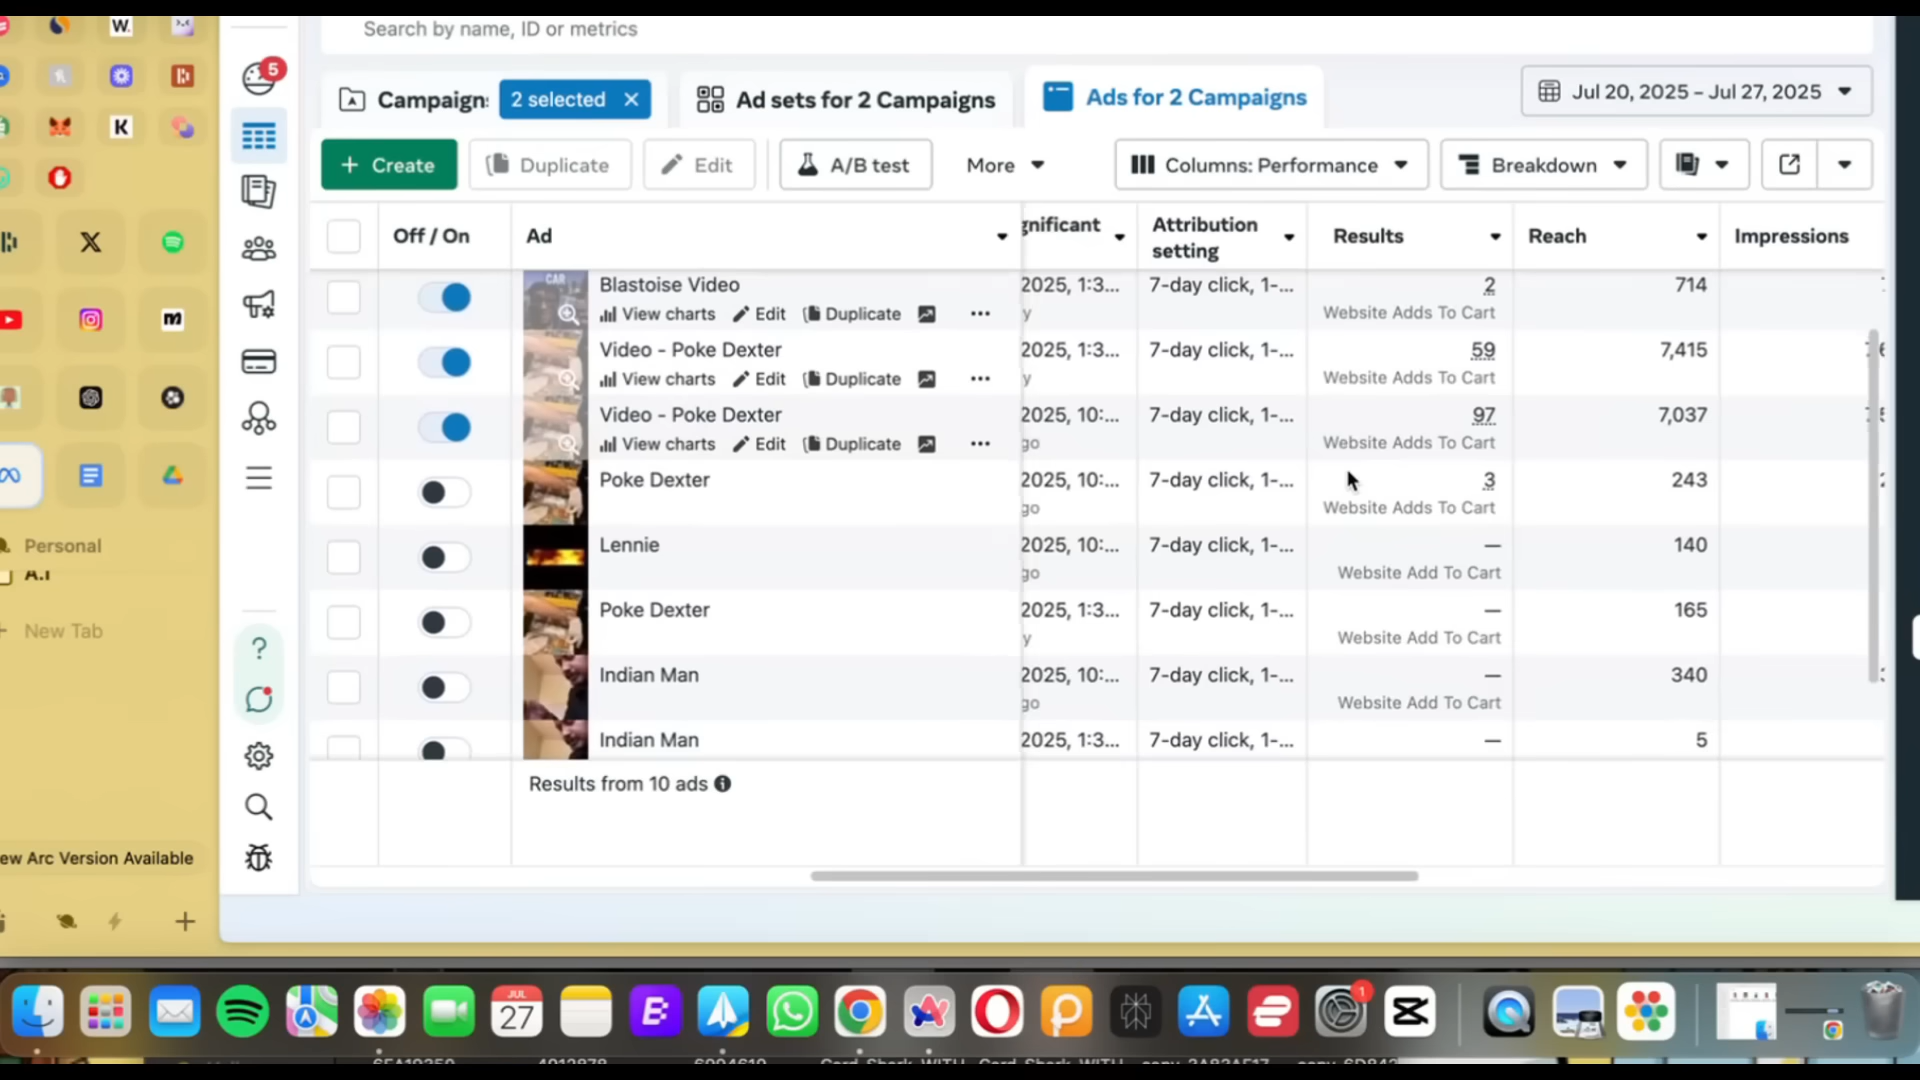 Search by name, ID or metrics
5
Campaign:
2 selected
Ad sets for 2 Campaigns
Ads for 2 Campaigns
Jul 20, 2025 – Jul 27, 2025
+ Create
Duplicate
Edit
A/B test
More
Columns: Performance
Breakdown
Off / On
Ad
gnificant
Attribution
setting
Results
Reach
Impressions
Blastoise Video
View charts Edit Duplicate
2025, 1:3...
y
7-day click, 1-...
2
Website Adds To Cart
714
Video - Poke Dexter
View charts Edit Duplicate
2025, 1:3...
y
7-day click, 1-...
59
Website Adds To Cart
7,415
Video - Poke Dexter
View charts Edit Duplicate
2025, 10:...
go
7-day click, 1-...
97
Website Adds To Cart
7,037
Poke Dexter
2025, 10:...
go
7-day click, 1-...
3
Website Adds To Cart
243
Lennie
2025, 10:...
go
7-day click, 1-...
—
Website Add To Cart
140
Poke Dexter
2025, 1:3...
y
7-day click, 1-...
—
Website Add To Cart
165
Indian Man
2025, 10:...
go
7-day click, 1-...
—
Website Add To Cart
340
Indian Man
2025, 1:3...
7-day click, 1-...
—
5
Results from 10 ads
Personal
A.I
New Tab
ew Arc Version Available
JUL
27
1